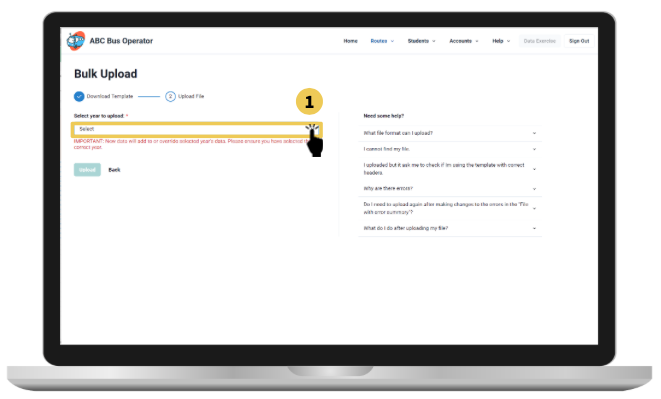 ABC Bus Operator
Home Routes Students Accounts Help Data Exercise Sign Out
Bulk Upload
Download Template 2 Upload File
1
Select year to upload: *
Select
IMPORTANT: New data will add to or override selected year's data. Please ensure you have selected the
correct year.
Upload Back
Need some help?
What file format can I upload?
I cannot find my file.
I uploaded but it ask me to check if im using the template with correct
headers.
Why are there errors?
Do I need to upload again after making changes to the errors in the 'File
with error summary'?
What do I do after uploading my file?